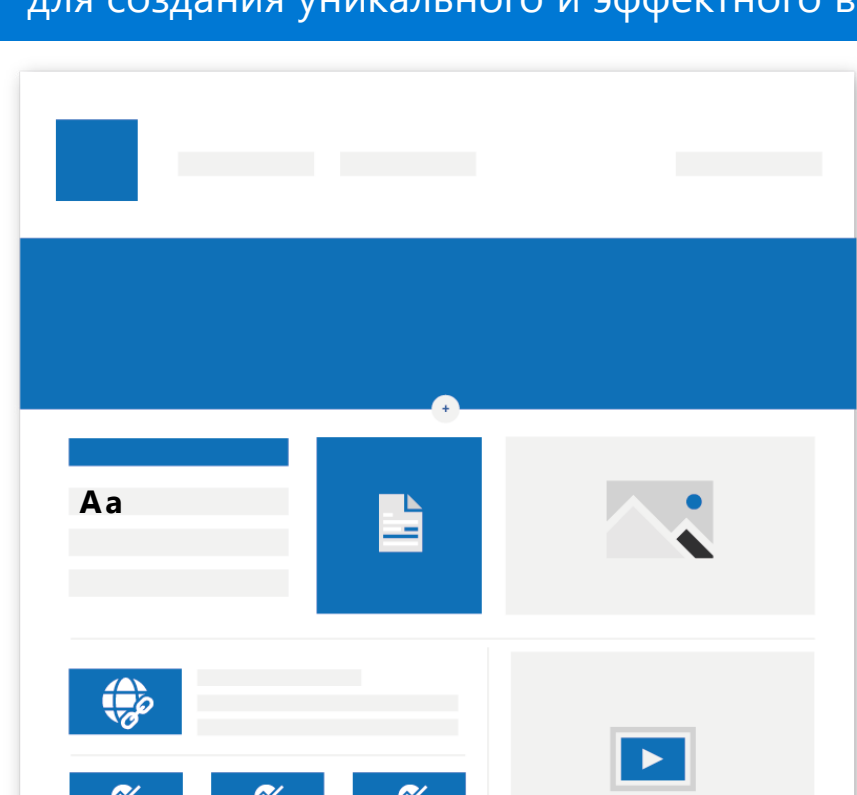 для создания уникального и эффектного в
+
Aa